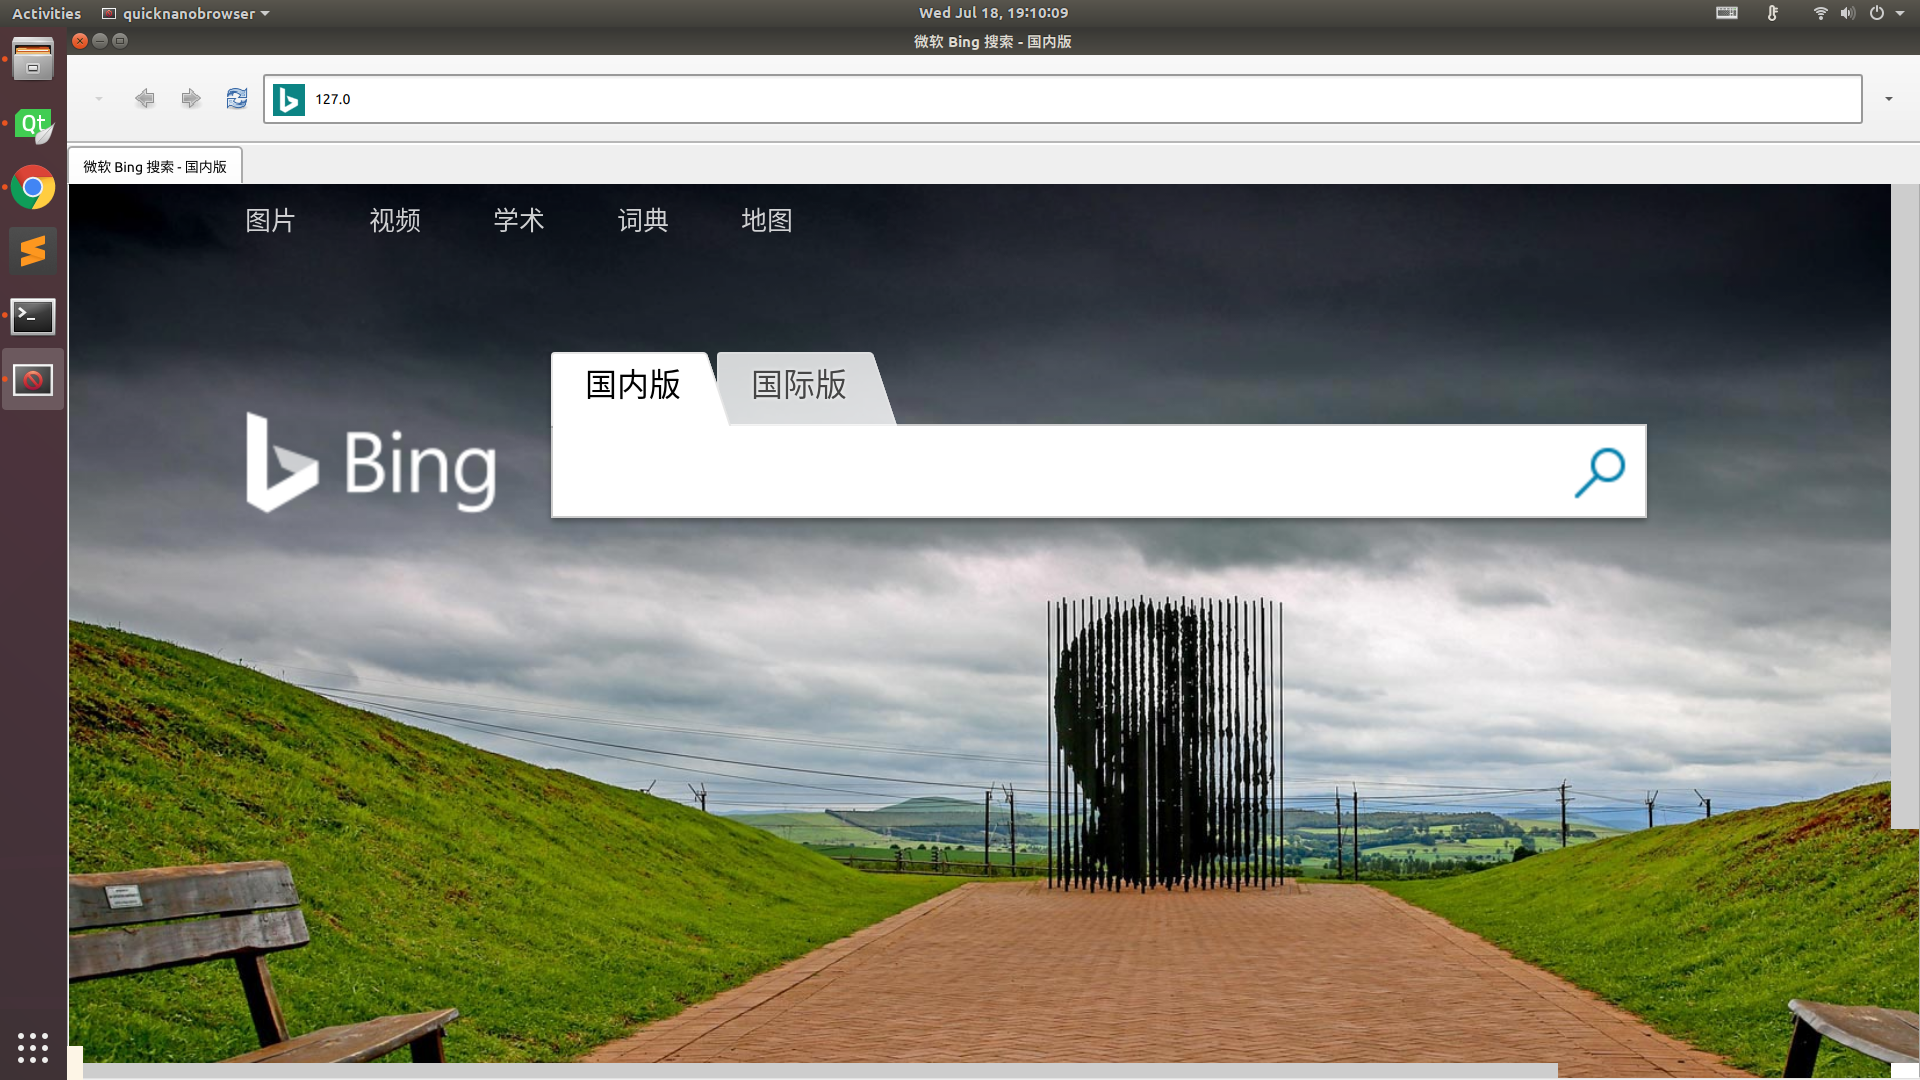 Activities
quicknanobrowser
Wed Jul 18, 19:10:09
微软 Bing 搜索 - 国内版
127.0
微软 Bing 搜索 - 国内版
图片 视频 学术 词典 地图
国内版 国际版
Bing
Qt